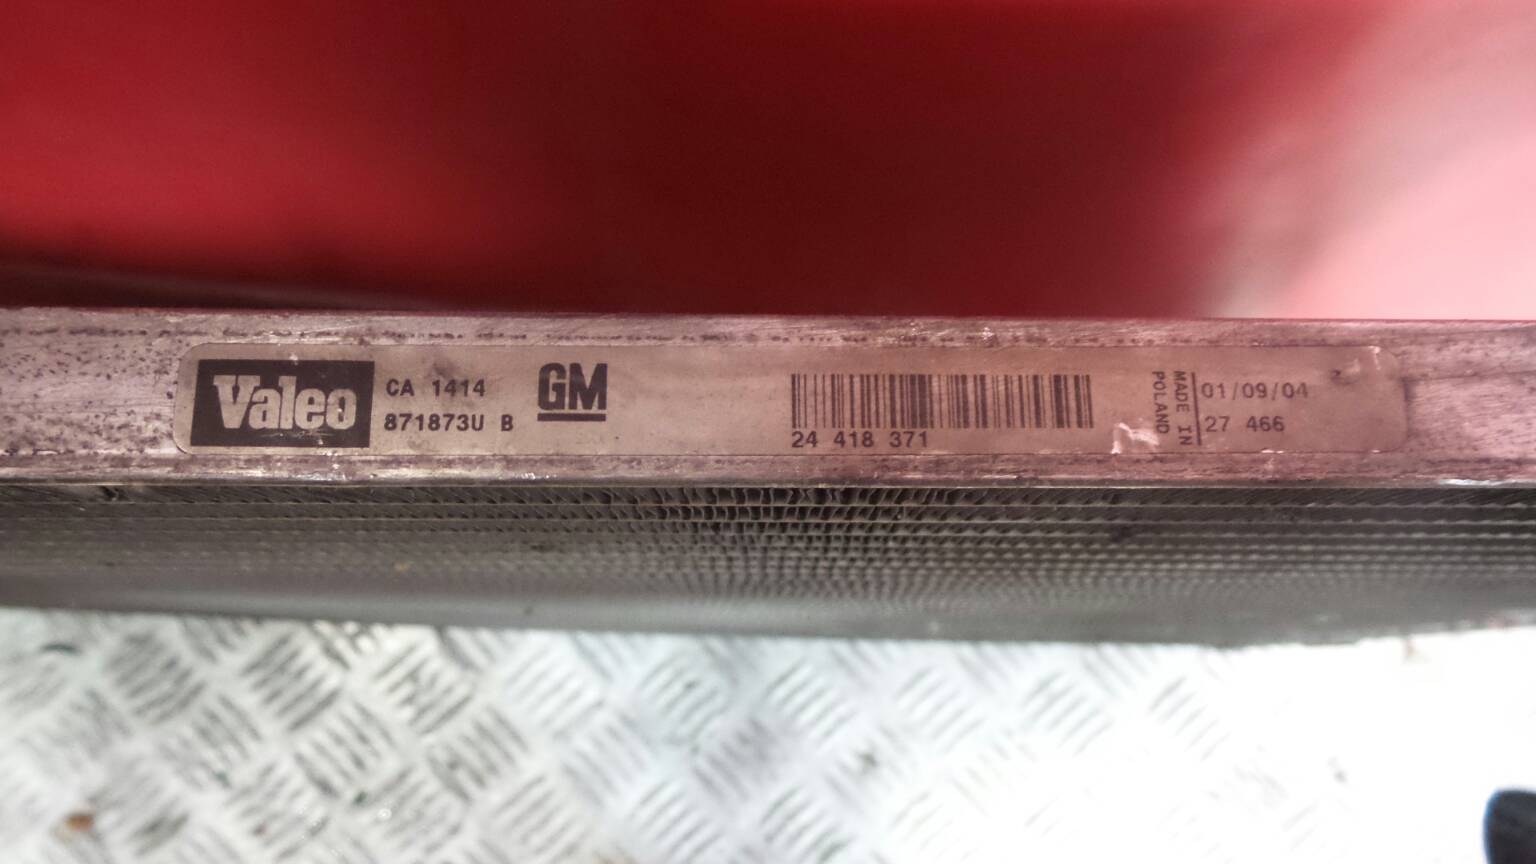 Valeo
CA 1414
871873U B
GM
24 418 371
MADE IN
POLAND
01/09/04
27 466